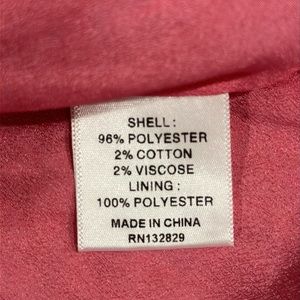 SHELL :
96% POLYESTER
2% COTTON
2% VISCOSE
LINING :
100% POLYESTER
MADE IN CHINA
RN132829